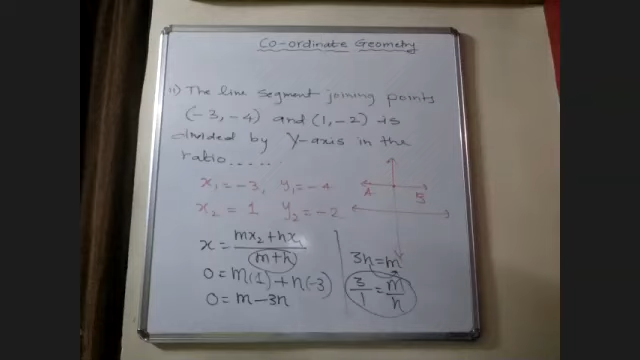 Co-ordinate Geometry
ii) The line segment joining points
(-3, -4) and (1, -2) is
divided by Y-axis in the
ratio.....
x₁ = -3, y₁ = -4
x₂ = 1 y₂ = -2
A B
x = mx₂ + nx₁ / m+n
0 = m(1) + n(-3)
0 = m - 3n
3n = m
3/1 = m/n